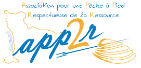 Association pour une Pêche à Pied
Respectueuse de la Ressource
app2r